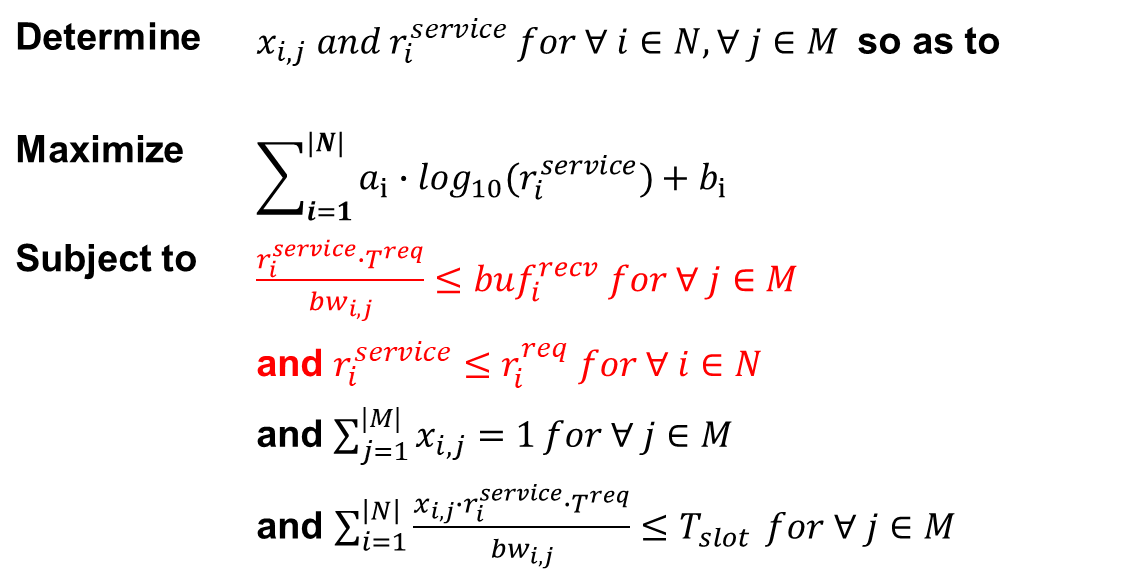 Determine x_{i,j} and r_i^{service} for ∀ i ∈ N, ∀ j ∈ M so as to
Maximize ∑_{i=1}^{|N|} a_i · log_{10}(r_i^{service}) + b_i
Subject to \frac{r_i^{service}·T^{req}}{bw_{i,j}} ≤ buf_i^{recv} for ∀ j ∈ M
and r_i^{service} ≤ r_i^{req} for ∀ i ∈ N
and ∑_{j=1}^{|M|} x_{i,j} = 1 for ∀ j ∈ M
and ∑_{i=1}^{|N|} \frac{x_{i,j}·r_i^{service}·T^{req}}{bw_{i,j}} ≤ T_{slot} for ∀ j ∈ M